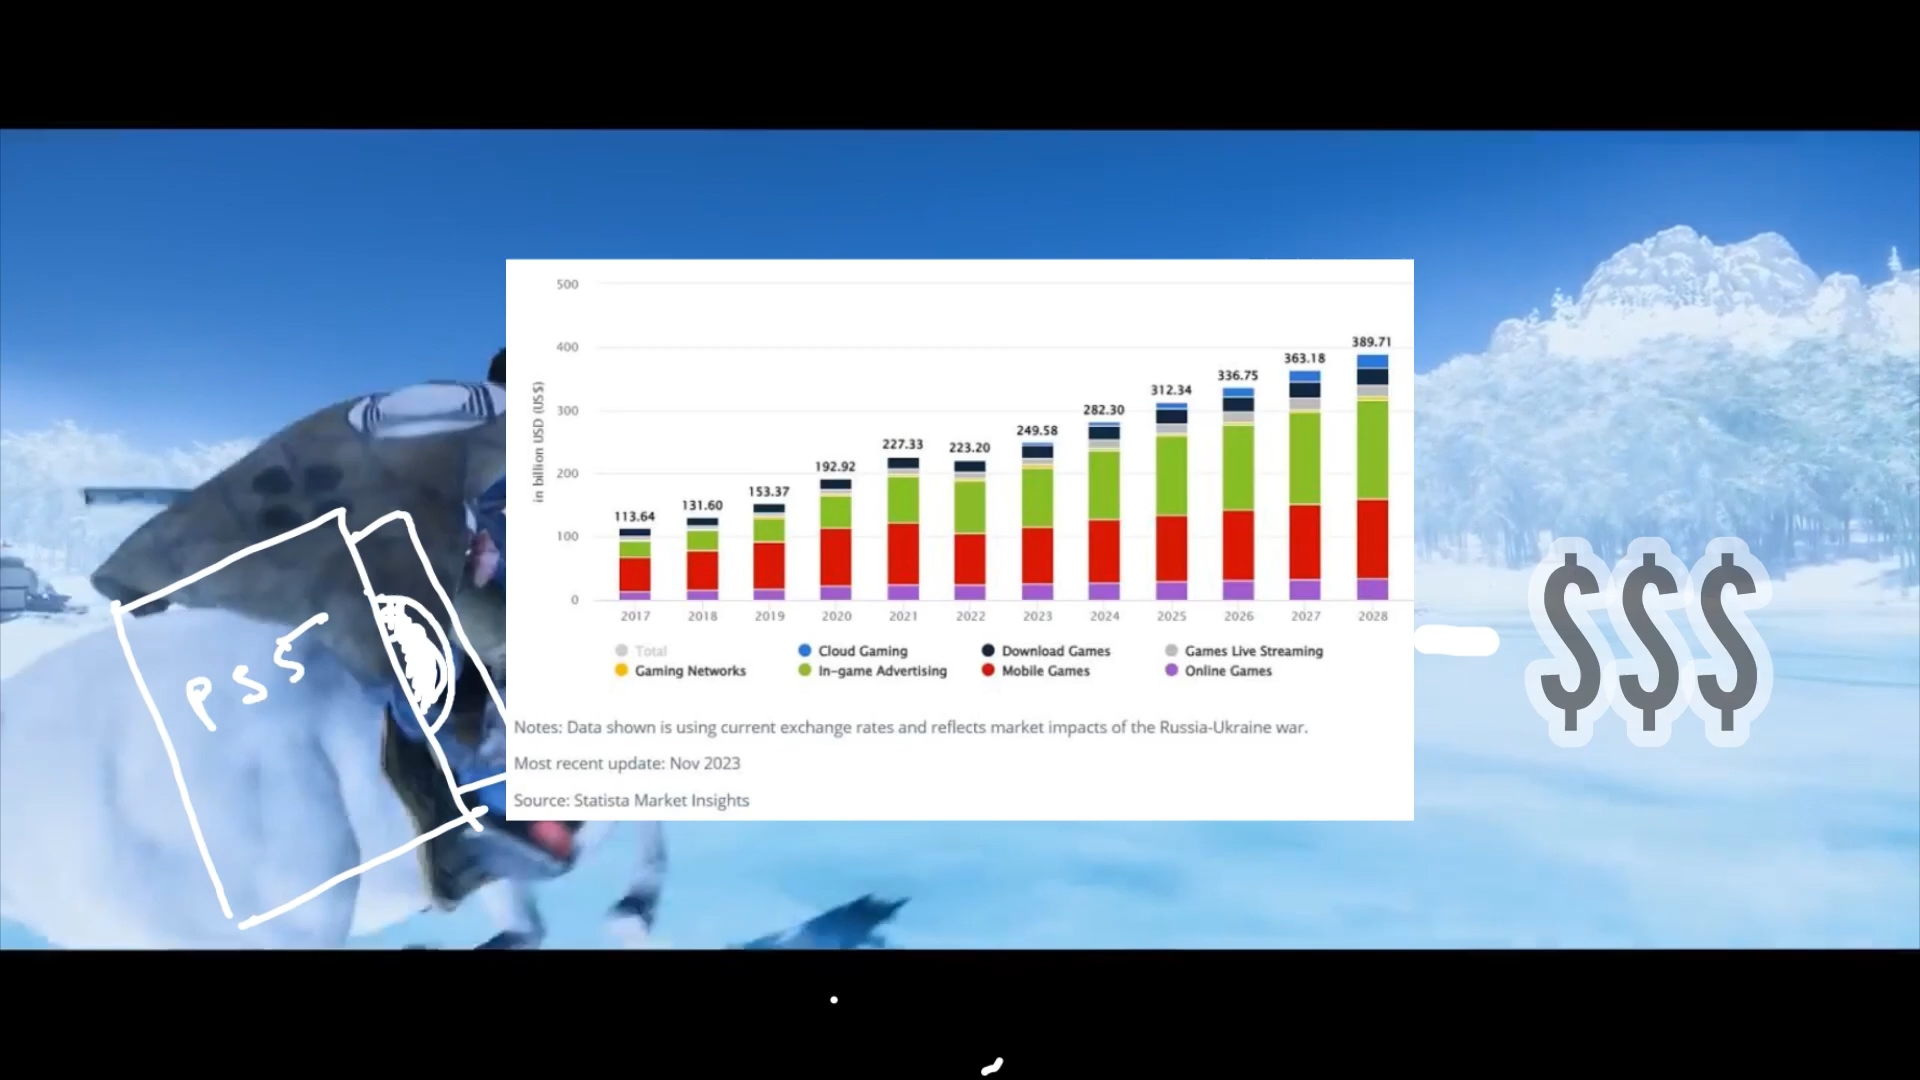 500
400
300
200
100
0
in billion USD (US$)
113.64
131.60
153.37
192.92
227.33
223.20
249.58
282.30
312.34
336.75
363.18
389.71
2017 2018 2019 2020 2021 2022 2023 2024 2025 2026 2027 2028
Total Cloud Gaming Download Games Games Live Streaming
Gaming Networks In-game Advertising Mobile Games Online Games
Notes: Data shown is using current exchange rates and reflects market impacts of the Russia-Ukraine war.
Most recent update: Nov 2023
Source: Statista Market Insights
PS5
$$$